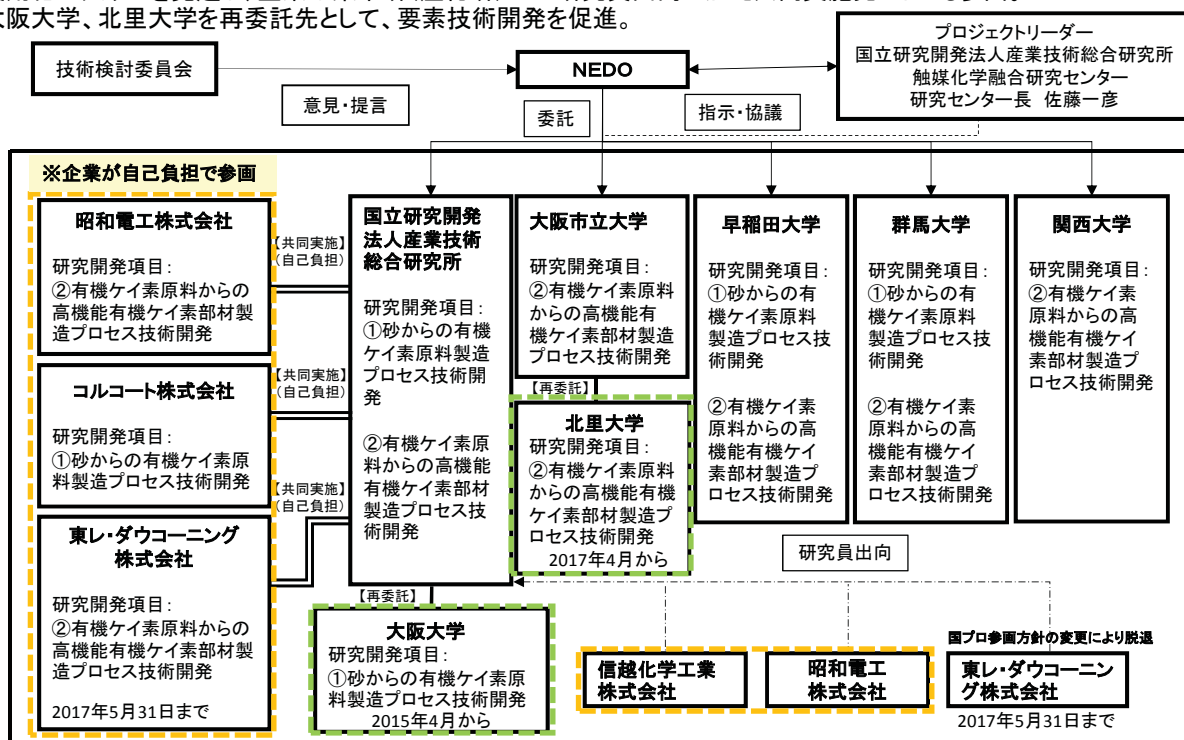 大阪大学、北里大学を再委託先として、要素技術開発を促進。
技術検討委員会
NEDO
プロジェクトリーダー
国立研究開発法人産業技術総合研究所
触媒化学融合研究センター
研究センター長 佐藤一彦
意見・提言
委託
指示・協議
※企業が自己負担で参画
昭和電工株式会社
研究開発項目:
②有機ケイ素原料からの
高機能有機ケイ素部材製
造プロセス技術開発
【共同実施】
(自己負担)
コルコート株式会社
研究開発項目:
①砂からの有機ケイ素原
料製造プロセス技術開発
【共同実施】
(自己負担)
東レ・ダウコーニング
株式会社
研究開発項目:
②有機ケイ素原料からの
高機能有機ケイ素部材製
造プロセス技術開発
2017年5月31日まで
【共同実施】
(自己負担)
国立研究開発
法人産業技術
総合研究所
研究開発項目:
①砂からの有機
ケイ素原料製造
プロセス技術開
発
②有機ケイ素原
料からの高機能
有機ケイ素部材
製造プロセス技
術開発
【再委託】
大阪大学
研究開発項目:
①砂からの有機ケイ素原
料製造プロセス技術開発
2015年4月から
大阪市立大学
研究開発項目:
②有機ケイ素原料
からの高機能有
機ケイ素部材製造
プロセス技術開発
【再委託】
北里大学
研究開発項目:
②有機ケイ素原料
からの高機能有機
ケイ素部材製造プ
ロセス技術開発
2017年4月から
早稲田大学
研究開発項目:
①砂からの有
機ケイ素原料
製造プロセス技
術開発
②有機ケイ素
原料からの高
機能有機ケイ
素部材製造プ
ロセス技術開発
群馬大学
研究開発項目:
①砂からの有
機ケイ素原料
製造プロセス技
術開発
②有機ケイ素
原料からの高
機能有機ケイ
素部材製造プ
ロセス技術開発
関西大学
研究開発項目:
②有機ケイ素
原料からの高
機能有機ケイ
素部材製造プ
ロセス技術開発
研究員出向
信越化学工業
株式会社
昭和電工
株式会社
国プロ参画方針の変更により脱退
東レ・ダウコーニン
グ株式会社
2017年5月31日まで